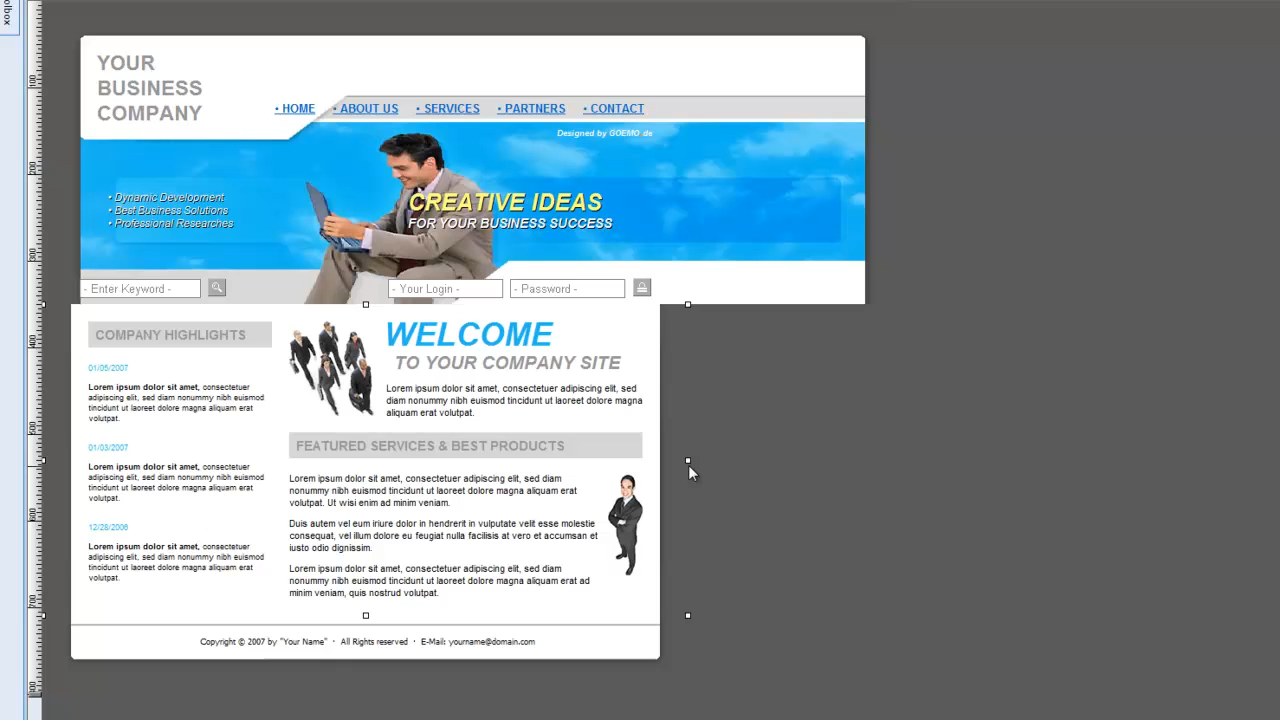 olbox
YOUR
BUSINESS
COMPANY
• HOME • ABOUT US • SERVICES • PARTNERS • CONTACT
Designed by GOEMO de
• Dynamic Development
• Best Business Solutions
• Professional Researches
CREATIVE IDEAS
FOR YOUR BUSINESS SUCCESS
- Enter Keyword -
- Your Login -
- Password -
COMPANY HIGHLIGHTS
01/05/2007
Lorem ipsum dolor sit amet, consectetuer
adipiscing elit, sed diam nonummy nibh euismod
tincidunt ut laoreet dolore magna aliquam erat
volutpat.
01/03/2007
Lorem ipsum dolor sit amet, consectetuer
adipiscing elit, sed diam nonummy nibh euismod
tincidunt ut laoreet dolore magna aliquam erat
volutpat.
12/28/2006
Lorem ipsum dolor sit amet, consectetuer
adipiscing elit, sed diam nonummy nibh euismod
tincidunt ut laoreet dolore magna aliquam erat
volutpat.
WELCOME
TO YOUR COMPANY SITE
Lorem ipsum dolor sit amet, consectetuer adipiscing elit, sed
diam nonummy nibh euismod tincidunt ut laoreet dolore magna
aliquam erat volutpat.
FEATURED SERVICES & BEST PRODUCTS
Lorem ipsum dolor sit amet, consectetuer adipiscing elit, sed diam
nonummy nibh euismod tincidunt ut laoreet dolore magna aliquam erat
volutpat. Ut wisi enim ad minim veniam.
Duis autem vel eum iriure dolor in hendrerit in vulputate velit esse molestie
consequat, vel illum dolore eu feugiat nulla facilisis at vero et accumsan et
iusto odio dignissim.
Lorem ipsum dolor sit amet, consectetuer adipiscing elit, sed diam
nonummy nibh euismod tincidunt ut laoreet dolore magna aliquam erat ad
minim veniam, quis nostrud volutpat.
Copyright © 2007 by "Your Name" · All Rights reserved · E-Mail: yourname@domain.com